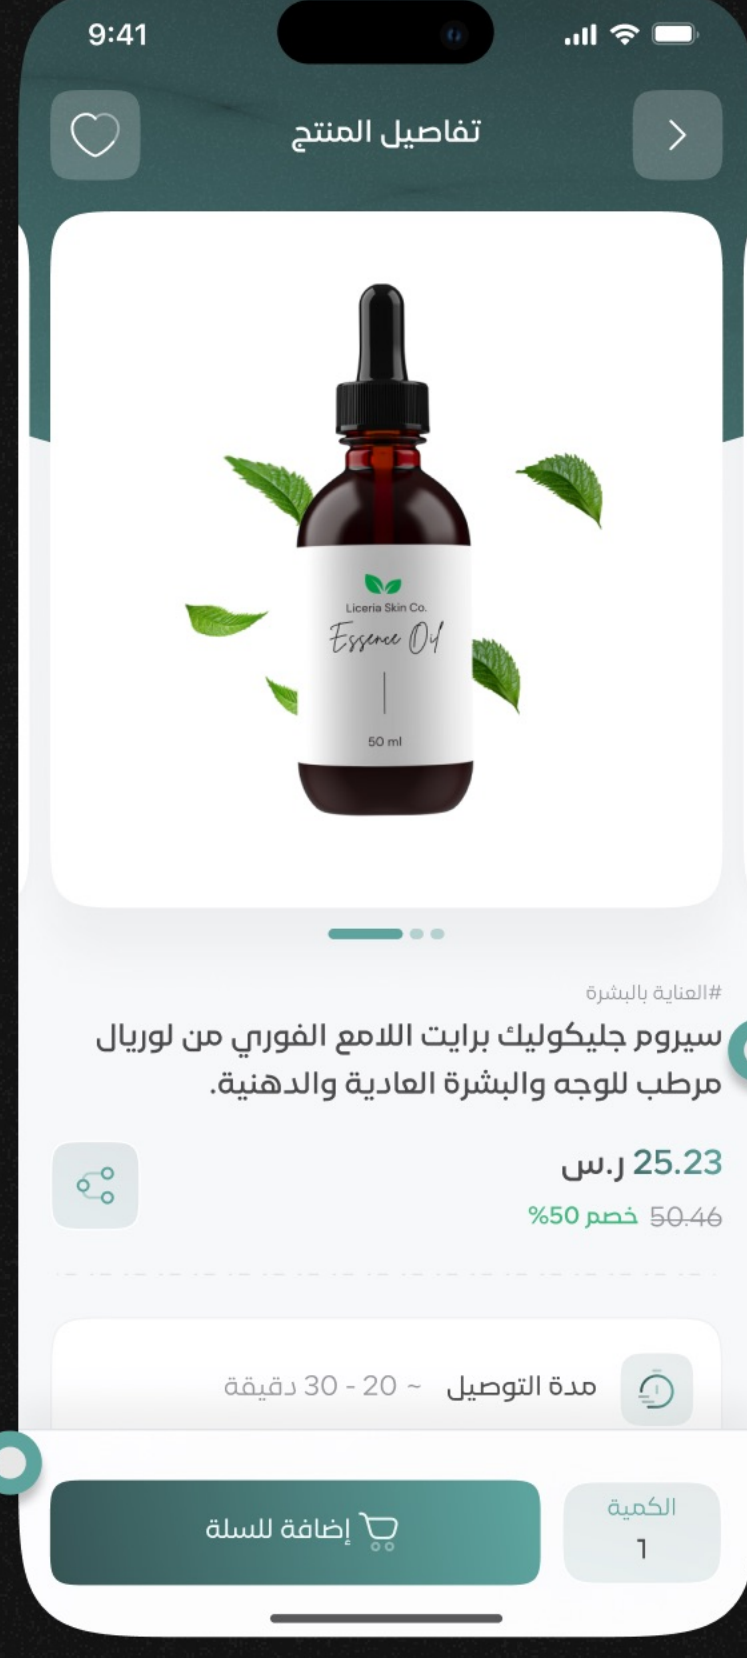 9:41
تفاصيل المنتج
Liceria Skin Co.
Essence Oil
50 ml
#العناية بالبشرة
سيروم جليكوليك برايت اللامع الفوري من لوريال
مرطب للوجه والبشرة العادية والدهنية.
25.23 ر.س
50.46 خصم 50%
مدة التوصيل ~ 20 - 30 دقيقة
الكمية
1
إضافة للسلة